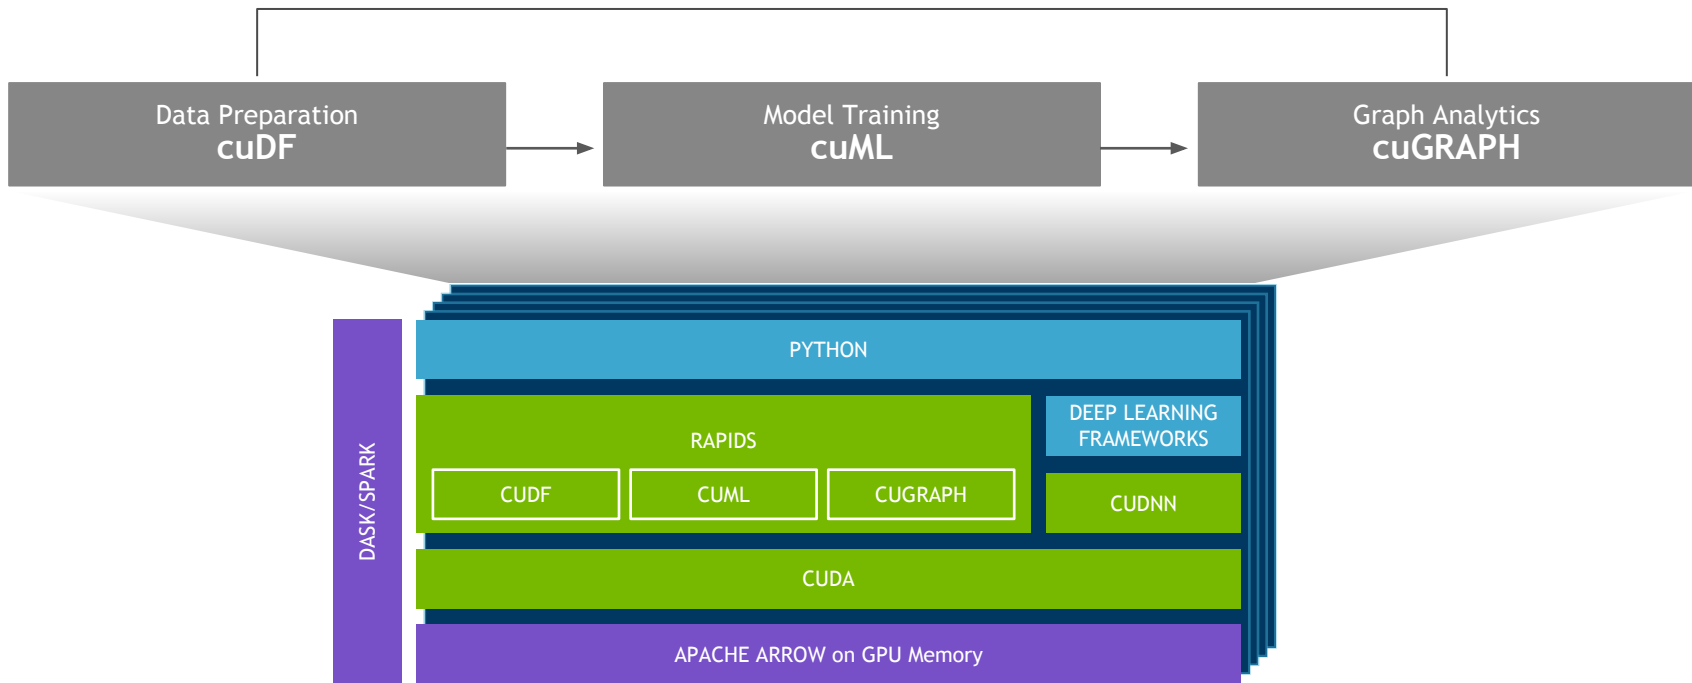 Data Preparation
cuDF
Model Training
cuML
Graph Analytics
cuGRAPH
DASK/SPARK
PYTHON
RAPIDS
CUDF
CUML
CUGRAPH
DEEP LEARNING
FRAMEWORKS
CUDNN
CUDA
APACHE ARROW on GPU Memory